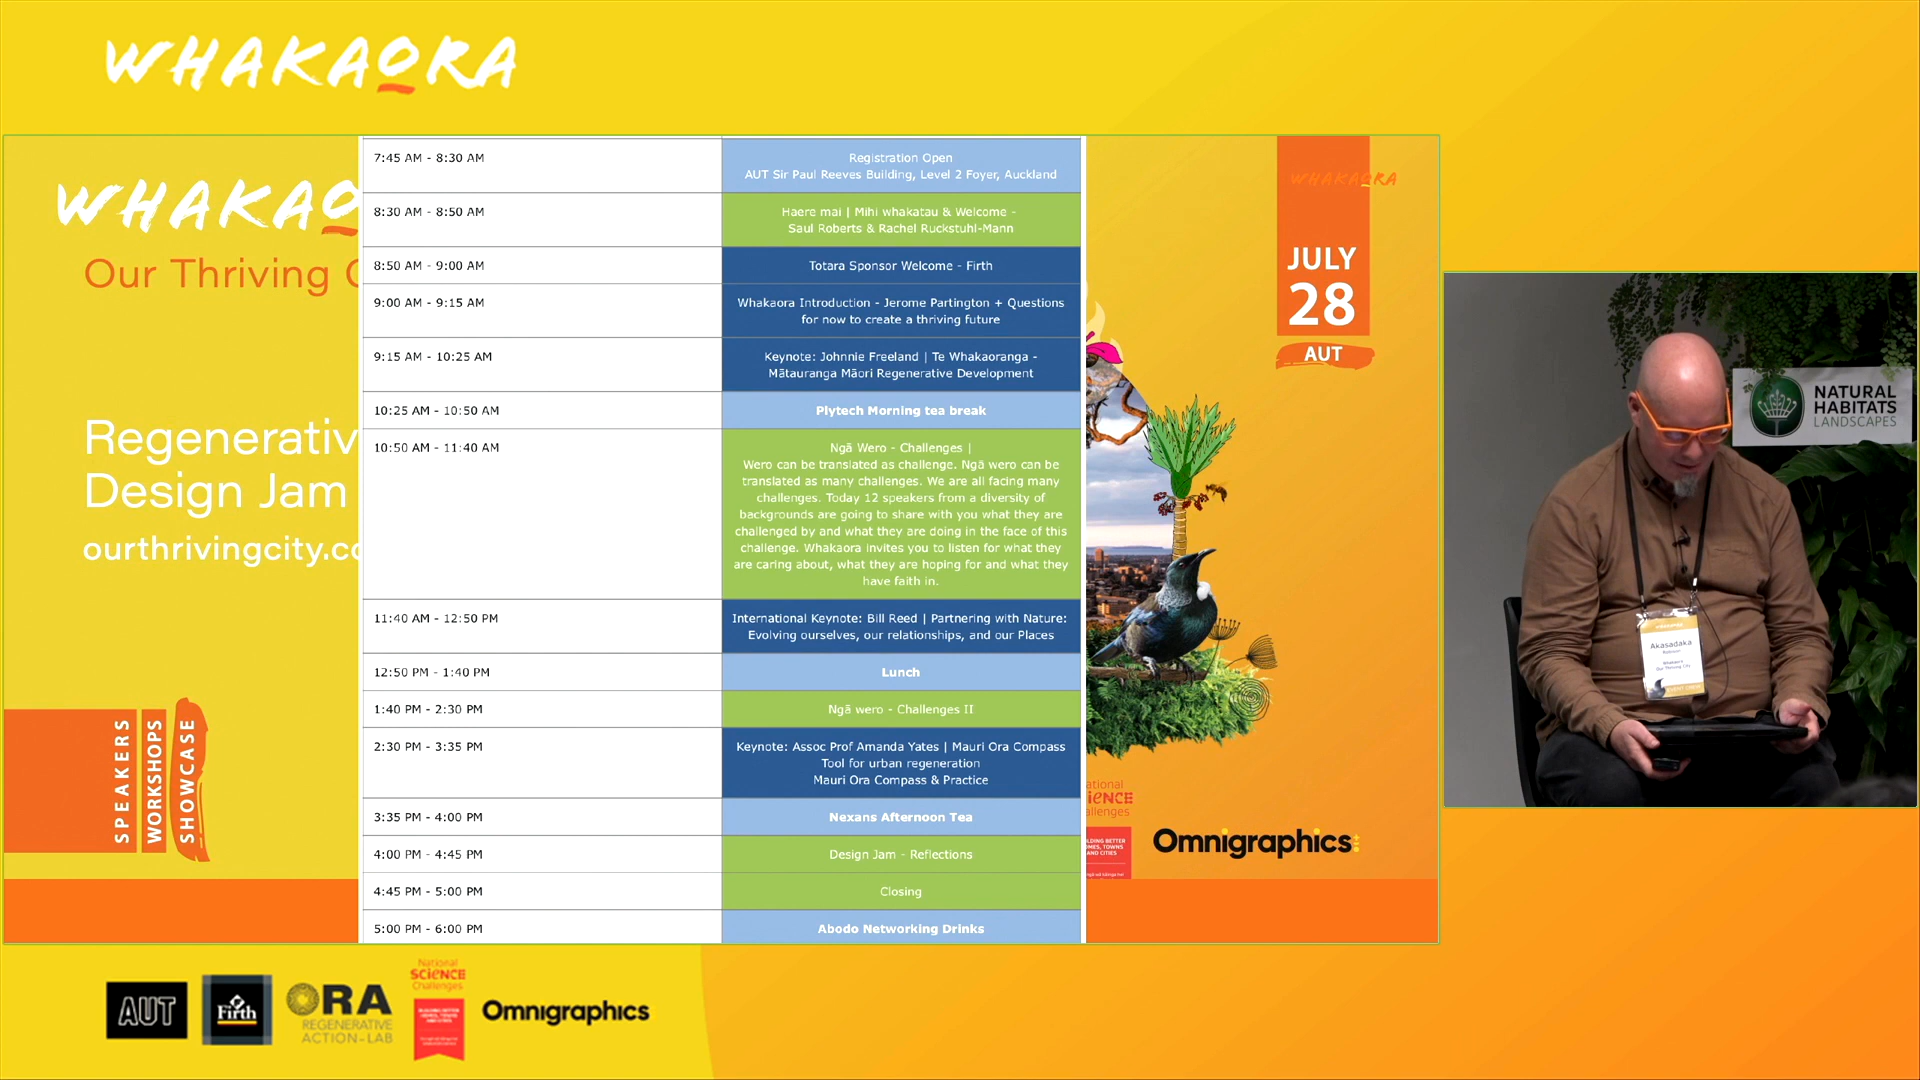 WHAKAORA
WHAKAO
Our Thriving C
Regenerativ
Design Jam
ourthrivingcity.co
SPEAKERS
WORKSHOPS
SHOWCASE
7:45 AM - 8:30 AM
Registration Open
AUT Sir Paul Reeves Building, Level 2 Foyer, Auckland
8:30 AM - 8:50 AM
Haere mai | Mihi whakatau & Welcome -
Saul Roberts & Rachel Ruckstuhl-Mann
8:50 AM - 9:00 AM
Totara Sponsor Welcome - Firth
9:00 AM - 9:15 AM
Whakaora Introduction - Jerome Partington + Questions
for now to create a thriving future
9:15 AM - 10:25 AM
Keynote: Johnnie Freeland | Te Whakaoranga -
Mātauranga Māori Regenerative Development
10:25 AM - 10:50 AM
Plytech Morning tea break
10:50 AM - 11:40 AM
Ngā Wero - Challenges |
Wero can be translated as challenge. Ngā wero can be
translated as many challenges. We are all facing many
challenges. Today 12 speakers from a diversity of
backgrounds are going to share with you what they are
challenged by and what they are doing in the face of this
challenge. Whakaora invites you to listen for what they
are caring about, what they are hoping for and what they
have faith in.
11:40 AM - 12:50 PM
International Keynote: Bill Reed | Partnering with Nature:
Evolving ourselves, our relationships, and our Places
12:50 PM - 1:40 PM
Lunch
1:40 PM - 2:30 PM
Ngā wero - Challenges II
2:30 PM - 3:35 PM
Keynote: Assoc Prof Amanda Yates | Mauri Ora Compass
Tool for urban regeneration
Mauri Ora Compass & Practice
3:35 PM - 4:00 PM
Nexans Afternoon Tea
4:00 PM - 4:45 PM
Design Jam - Reflections
4:45 PM - 5:00 PM
Closing
5:00 PM - 6:00 PM
Abodo Networking Drinks
WHAKAORA
JULY
28
AUT
ational
IENCE
allenges
Omnigraphics
NATURAL
HABITATS
LANDSCAPES
Akasadaka
Our Thriving City
EVENT CREW
AUT
Firth
ORA
REGENERATIVE
ACTION-LAB
National
SCIENCE
Challenges
Omnigraphics